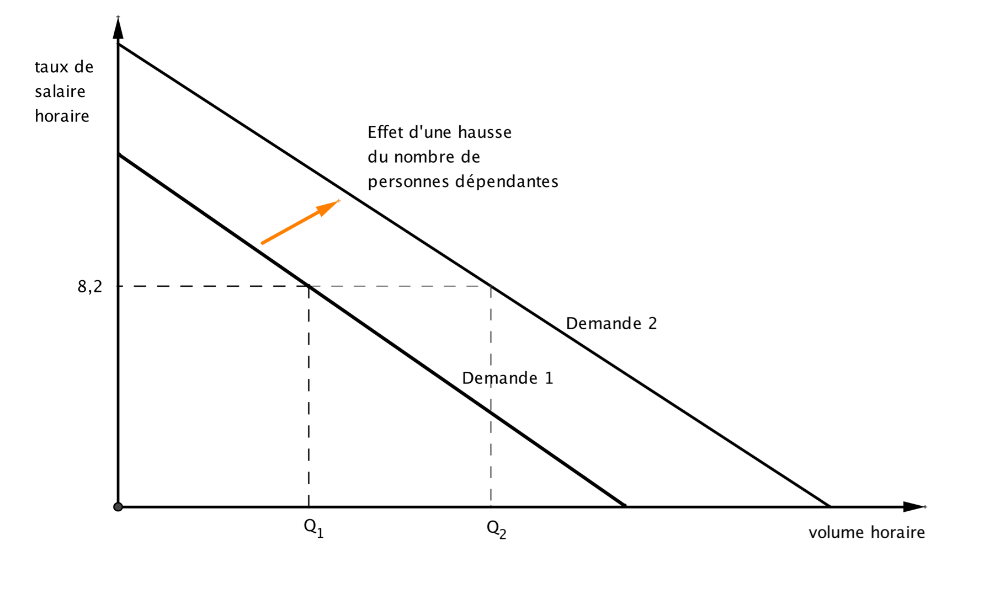 taux de
salaire
horaire
Effet d'une hausse
du nombre de
personnes dépendantes
8,2
Demande 2
Demande 1
Q1
Q2
volume horaire